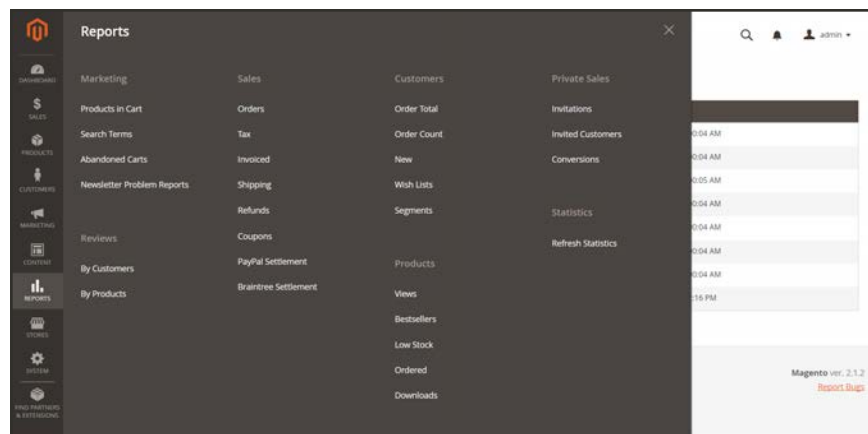 Reports
admin
DASHBOARD
SALES
PRODUCTS
CUSTOMERS
MARKETING
CONTENT
REPORTS
STORES
SYSTEM
FIND PARTNERS
& EXTENSIONS
Marketing
Products in Cart
Search Terms
Abandoned Carts
Newsletter Problem Reports
Reviews
By Customers
By Products
Sales
Orders
Tax
Invoiced
Shipping
Refunds
Coupons
PayPal Settlement
Braintree Settlement
Customers
Order Total
Order Count
New
Wish Lists
Segments
Products
Views
Bestsellers
Low Stock
Ordered
Downloads
Private Sales
Invitations
Invited Customers
Conversions
Statistics
Refresh Statistics
0:04 AM
0:04 AM
0:05 AM
0:04 AM
0:04 AM
0:04 AM
0:04 AM
:16 PM
Magento ver. 2.1.2
Report Bugs